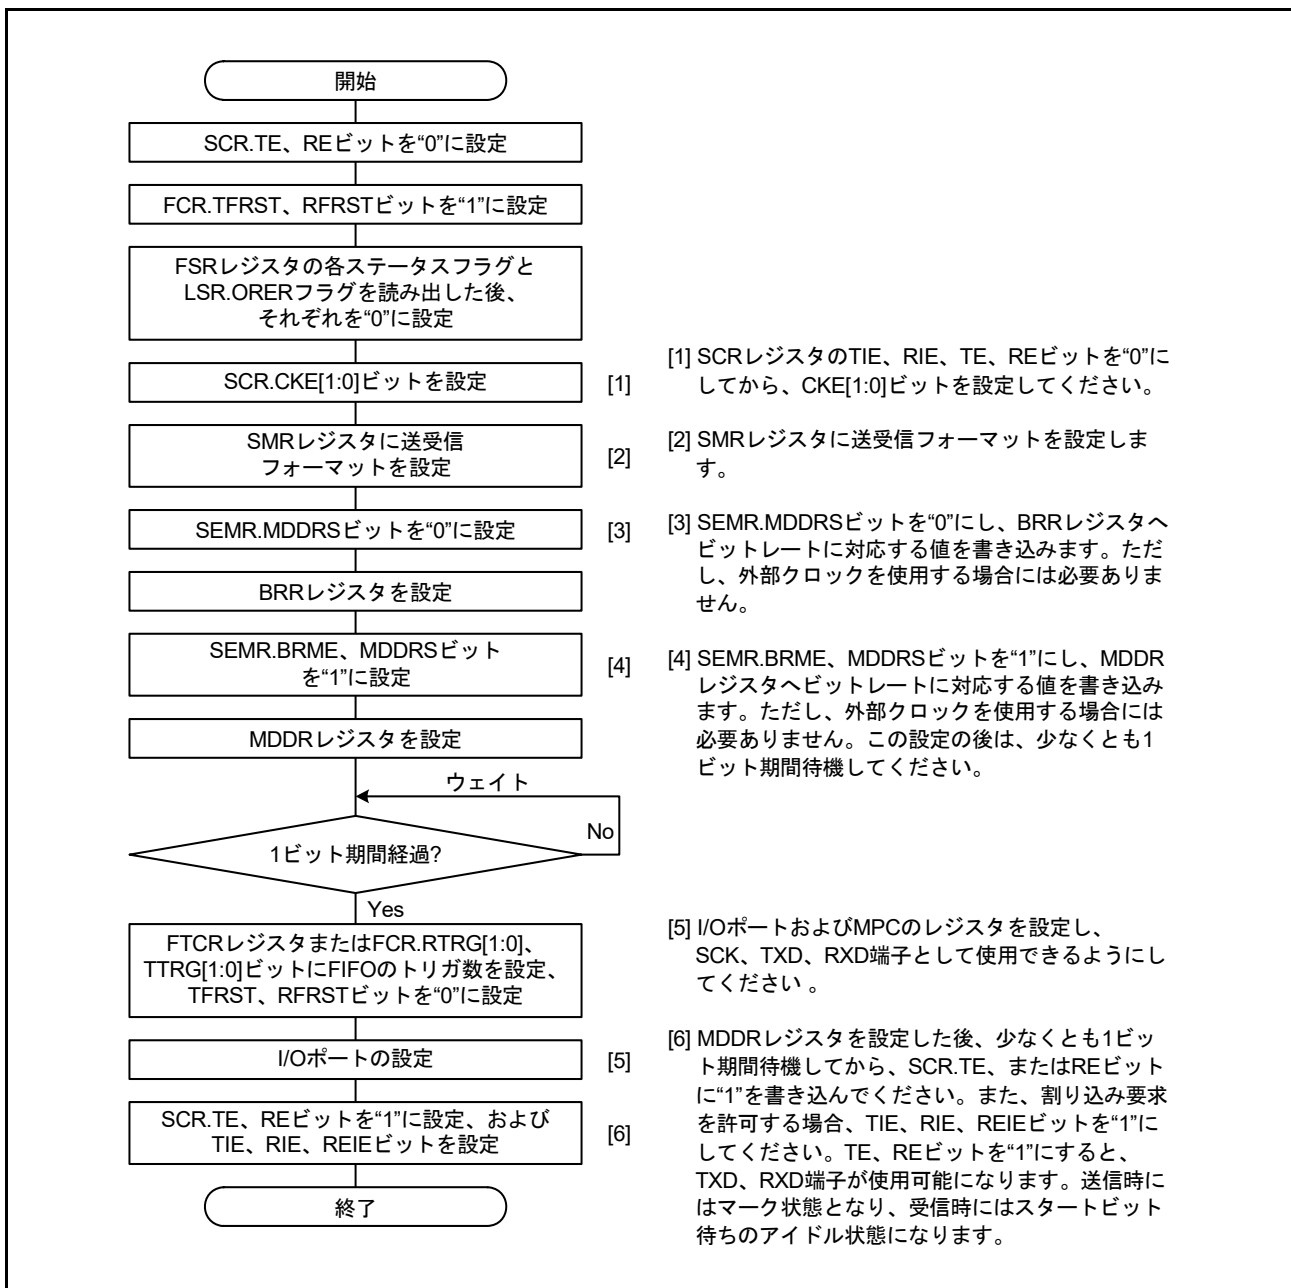 開始
SCR.TE、REビットを“0”に設定
FCR.TFRST、RFRSTビットを“1”に設定
FSRレジスタの各ステータスフラグと
LSR.ORERフラグを読み出した後、
それぞれを“0”に設定
SCR.CKE[1:0]ビットを設定
[1]
SMRレジスタに送受信
フォーマットを設定
[2]
SEMR.MDDRSビットを“0”に設定
[3]
BRRレジスタを設定
SEMR.BRME、MDDRSビット
を“1”に設定
[4]
MDDRレジスタを設定
ウェイト
No
1ビット期間経過?
Yes
FTCRレジスタまたはFCR.RTRG[1:0]、
TTRG[1:0]ビットにFIFOのトリガ数を設定、
TFRST、RFRSTビットを“0”に設定
I/Oポートの設定
[5]
SCR.TE、REビットを“1”に設定、および
TIE、RIE、REIEビットを設定
[6]
終了
[1] SCRレジスタのTIE、RIE、TE、REビットを“0”に
してから、CKE[1:0]ビットを設定してください。
[2] SMRレジスタに送受信フォーマットを設定しま
す。
[3] SEMR.MDDRSビットを“0”にし、BRRレジスタへ
ビットレートに対応する値を書き込みます。ただ
し、外部クロックを使用する場合には必要ありま
せん。
[4] SEMR.BRME、MDDRSビットを“1”にし、MDDR
レジスタへビットレートに対応する値を書き込み
ます。ただし、外部クロックを使用する場合には
必要ありません。この設定の後は、少なくとも1
ビット期間待機してください。
[5] I/OポートおよびMPCのレジスタを設定し、
SCK、TXD、RXD端子として使用できるようにし
てください 。
[6] MDDRレジスタを設定した後、少なくとも1ビッ
ト期間待機してから、SCR.TE、またはREビット
に“1”を書き込んでください。また、割り込み要求
を許可する場合、TIE、RIE、REIEビットを“1”に
してください。TE、REビットを“1”にすると、
TXD、RXD端子が使用可能になります。送信時に
はマーク状態となり、受信時にはスタートビット
待ちのアイドル状態になります。